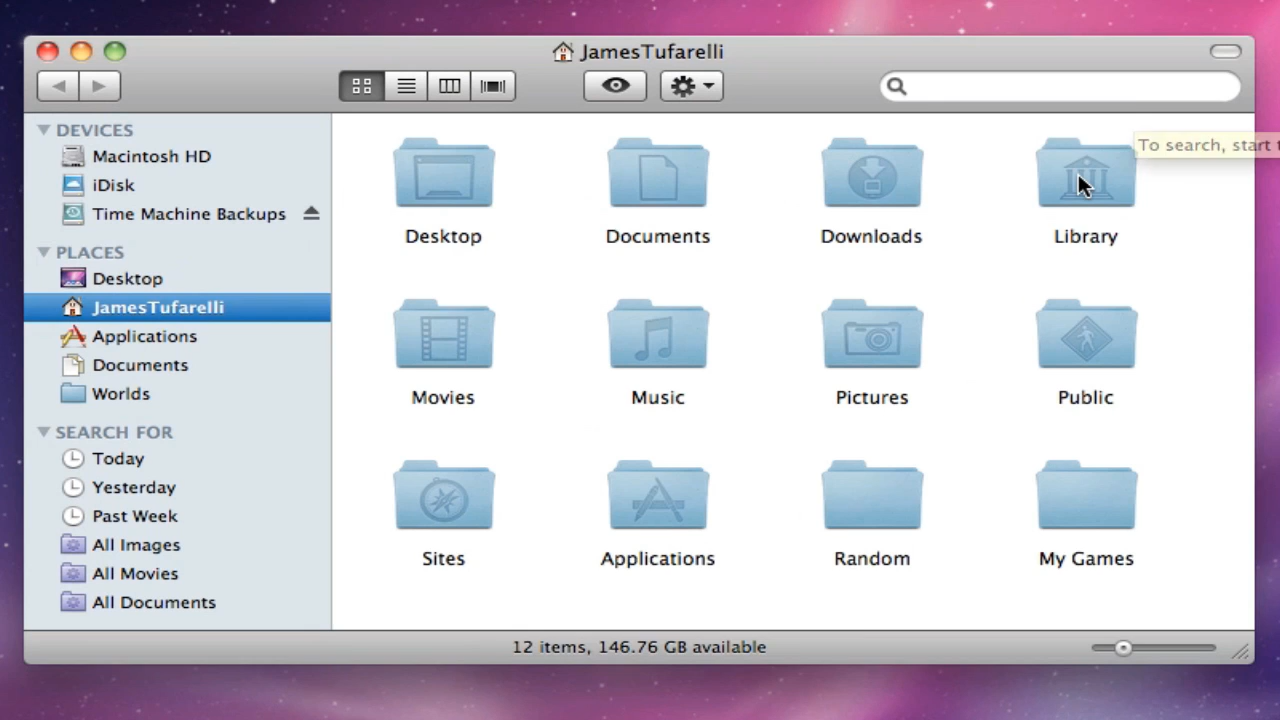 JamesTufarelli
To search, start t
DEVICES
Macintosh HD
iDisk
Time Machine Backups
PLACES
Desktop
JamesTufarelli
Applications
Documents
Worlds
SEARCH FOR
Today
Yesterday
Past Week
All Images
All Movies
All Documents
Desktop Documents Downloads Library
Movies Music Pictures Public
Sites Applications Random My Games
12 items, 146.76 GB available